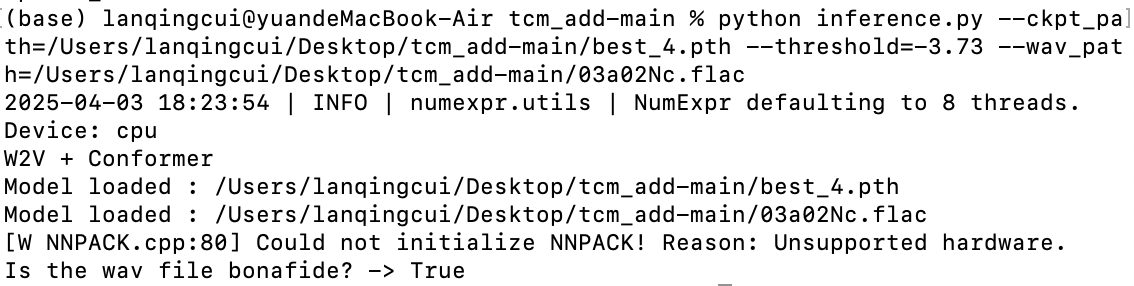 (base) lanqingcui@yuandeMacBook-Air tcm_add-main % python inference.py --ckpt_pa
th=/Users/lanqingcui/Desktop/tcm_add-main/best_4.pth --threshold=-3.73 --wav_pat
h=/Users/lanqingcui/Desktop/tcm_add-main/03a02Nc.flac
2025-04-03 18:23:54 | INFO | numexpr.utils | NumExpr defaulting to 8 threads.
Device: cpu
W2V + Conformer
Model loaded : /Users/lanqingcui/Desktop/tcm_add-main/best_4.pth
Model loaded : /Users/lanqingcui/Desktop/tcm_add-main/03a02Nc.flac
[W NNPACK.cpp:80] Could not initialize NNPACK! Reason: Unsupported hardware.
Is the wav file bonafide? -> True